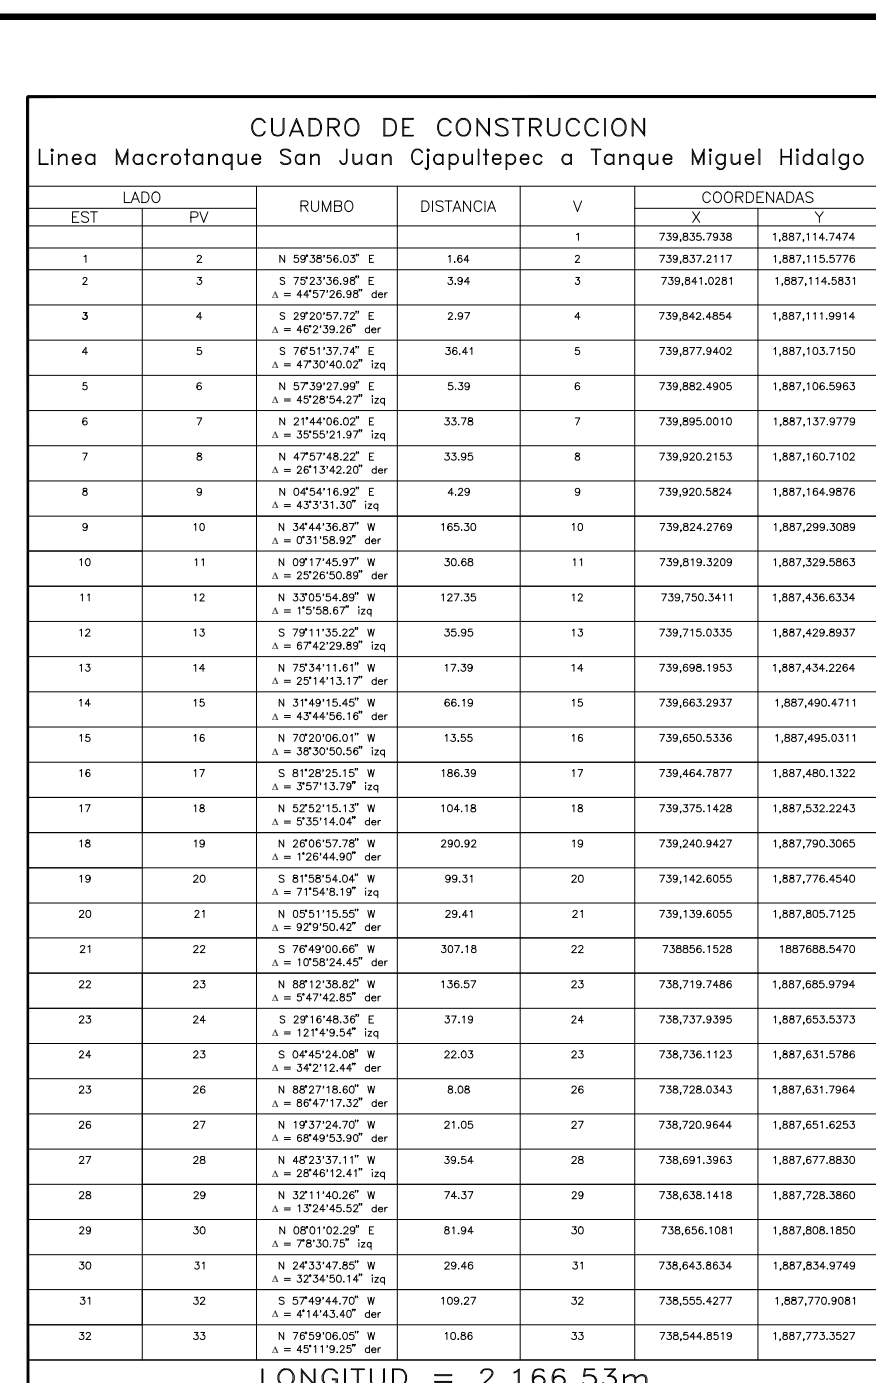 CUADRO DE CONSTRUCCION
Linea Macrotanque San Juan Cjapultepec a Tanque Miguel Hidalgo
LADO RUMBO DISTANCIA V COORDENADAS
EST PV X Y
1 739,835.7938 1,887,114.7474
1 2 N 59°38'56.03" E 1.64 2 739,837.2117 1,887,115.5776
2 3 S 75°23'36.98" E 3.94 3 739,841.0281 1,887,114.5831
Δ = 44°57'26.98" der
3 4 S 29°20'57.72" E 2.97 4 739,842.4854 1,887,111.9914
Δ = 46°2'39.26" der
4 5 S 76°51'37.74" E 36.41 5 739,877.9402 1,887,103.7150
Δ = 47°30'40.02" izq
5 6 N 57°39'27.99" E 5.39 6 739,882.4905 1,887,106.5963
Δ = 45°28'54.27" izq
6 7 N 21°44'06.02" E 33.78 7 739,895.0010 1,887,137.9779
Δ = 35°55'21.97" izq
7 8 N 47°57'48.22" E 33.95 8 739,920.2153 1,887,160.7102
Δ = 26°13'42.20" der
8 9 N 04°54'16.92" E 4.29 9 739,920.5824 1,887,164.9876
Δ = 43°3'31.30" izq
9 10 N 34°44'36.87" W 165.30 10 739,824.2769 1,887,299.3089
Δ = 0°31'58.92" der
10 11 N 09°17'45.97" W 30.68 11 739,819.3209 1,887,329.5863
Δ = 25°26'50.89" der
11 12 N 33°05'54.89" W 127.35 12 739,750.3411 1,887,436.6334
Δ = 1°5'58.67" izq
12 13 S 79°11'35.22" W 35.95 13 739,715.0335 1,887,429.8937
Δ = 67°42'29.89" izq
13 14 N 75°34'11.61" W 17.39 14 739,698.1953 1,887,434.2264
Δ = 25°14'13.17" der
14 15 N 31°49'15.45" W 66.19 15 739,663.2937 1,887,490.4711
Δ = 43°44'56.16" der
15 16 N 70°20'06.01" W 13.55 16 739,650.5336 1,887,495.0311
Δ = 38°30'50.56" izq
16 17 S 81°28'25.15" W 186.39 17 739,464.7877 1,887,480.1322
Δ = 3°57'13.79" izq
17 18 N 52°52'15.13" W 104.18 18 739,375.1428 1,887,532.2243
Δ = 5°35'14.04" der
18 19 N 26°06'57.78" W 290.92 19 739,240.9427 1,887,790.3065
Δ = 1°26'44.90" der
19 20 S 81°58'54.04" W 99.31 20 739,142.6055 1,887,776.4540
Δ = 71°54'8.19" izq
20 21 N 05°51'15.55" W 29.41 21 739,139.6055 1,887,805.7125
Δ = 92°9'50.42" der
21 22 S 76°49'00.66" W 307.18 22 738856.1528 1887688.5470
Δ = 10°58'24.45" der
22 23 N 88°12'38.82" W 136.57 23 738,719.7486 1,887,685.9794
Δ = 5°47'42.85" der
23 24 S 29°16'48.36" E 37.19 24 738,737.9395 1,887,653.5373
Δ = 121°4'9.54" izq
24 23 S 04°45'24.08" W 22.03 23 738,736.1123 1,887,631.5786
Δ = 34°2'12.44" der
23 26 N 88°27'18.60" W 8.08 26 738,728.0343 1,887,631.7964
Δ = 86°47'17.32" der
26 27 N 19°37'24.70" W 21.05 27 738,720.9644 1,887,651.6253
Δ = 68°49'53.90" der
27 28 N 48°23'37.11" W 39.54 28 738,691.3963 1,887,677.8830
Δ = 28°46'12.41" izq
28 29 N 32°11'40.26" W 74.37 29 738,638.1418 1,887,728.3860
Δ = 13°24'45.52" der
29 30 N 08°01'02.29" E 81.94 30 738,656.1081 1,887,808.1850
Δ = 7°8'30.75" izq
30 31 N 24°33'47.85" W 29.46 31 738,643.8634 1,887,834.9749
Δ = 32°34'50.14" izq
31 32 S 57°49'44.70" W 109.27 32 738,555.4277 1,887,770.9081
Δ = 4°14'43.40" der
32 33 N 76°59'06.05" W 10.86 33 738,544.8519 1,887,773.3527
Δ = 45°11'9.25" der
LONGITUD = 2,166.53m